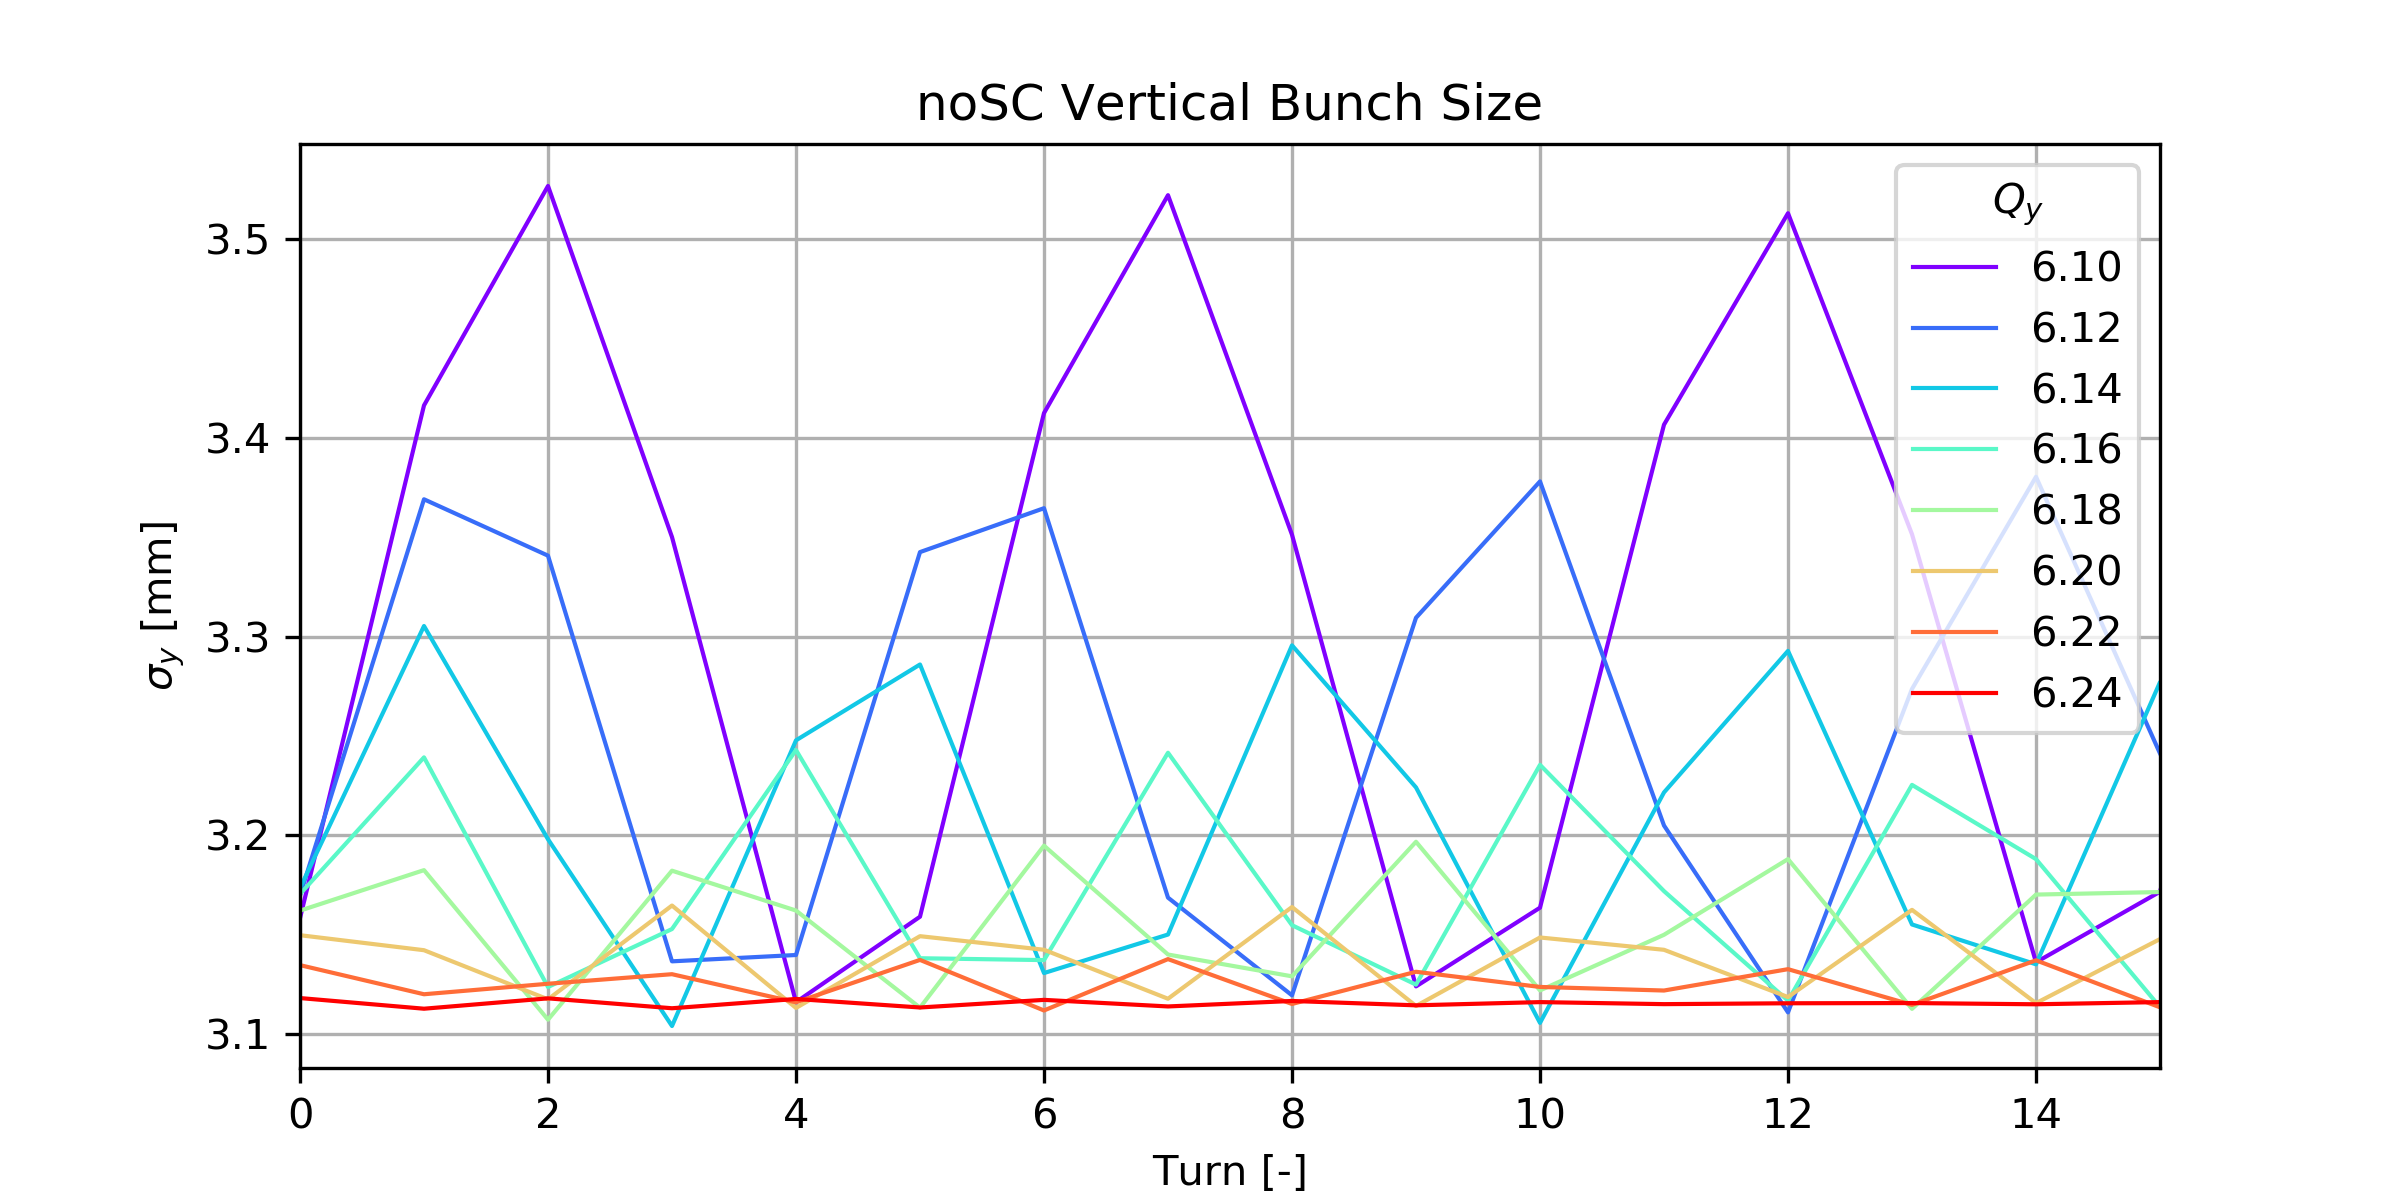 noSC Vertical Bunch Size
σy [mm]
3.5
3.4
3.3
3.2
3.1
0 2 4 6 8 10 12 14
Turn [-]
Qy
6.10
6.12
6.14
6.16
6.18
6.20
6.22
6.24